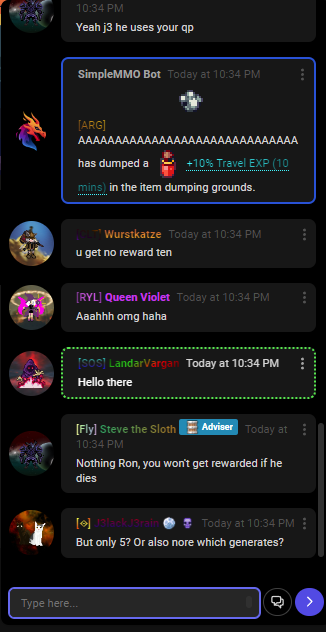 10:34 PM
Yeah j3 he uses your qp
SimpleMMO Bot Today at 10:34 PM
[ARG]
AAAAAAAAAAAAAAAAAAAAAAAAAAAAAA
has dumped a +10% Travel EXP (10
mins) in the item dumping grounds.
Wurstkatze Today at 10:34 PM
u get no reward ten
[RYL] Queen Violet Today at 10:34 PM
Aaahhh omg haha
[SOS] LandarVargan Today at 10:34 PM
Hello there
[Fly] Steve the Sloth Adviser Today at
10:34 PM
Nothing Ron, you won't get rewarded if he
dies
Today at 10:34 PM
But only 5? Or also nore which generates?
Type here...